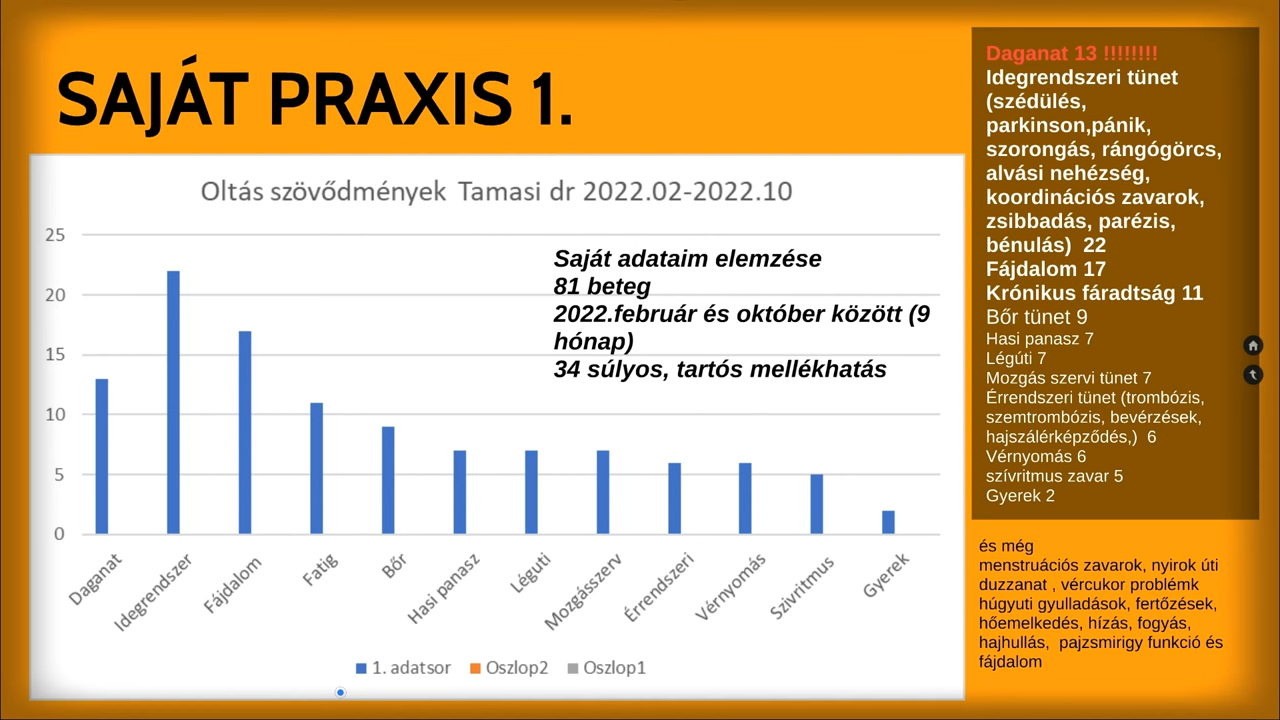 SAJÁT PRAXIS 1.
Oltás szövődmények Tamasi dr 2022.02-2022.10
25
20
15
10
5
0
Saját adataim elemzése
81 beteg
2022.február és október között (9
hónap)
34 súlyos, tartós mellékhatás
Daganat
Idegrendszer
Fájdalom
Fatig
Bőr
Hasi panasz
Léguti
Mozgásszerv
Érrendszeri
Vérnyomás
Szivritmus
Gyerek
1. adatsor
Oszlop2
Oszlop1
Daganat 13 !!!!!!!!
Idegrendszeri tünet
(szédülés,
parkinson,pánik,
szorongás, rángógörcs,
alvási nehézség,
koordinációs zavarok,
zsibbadás, parézis,
bénulás)  22
Fájdalom 17
Krónikus fáradtság 11
Bőr tünet 9
Hasi panasz 7
Légúti 7
Mozgás szervi tünet 7
Érrendszeri tünet (trombózis,
szemtrombózis, bevérzések,
hajszálérképződés,)  6
Vérnyomás 6
szívritmus zavar 5
Gyerek 2
és még
menstruációs zavarok, nyirok úti
duzzanat , vércukor problémk
húgyuti gyulladások, fertőzések,
hőemelkedés, hízás, fogyás,
hajhullás,  pajzsmirigy funkció és
fájdalom